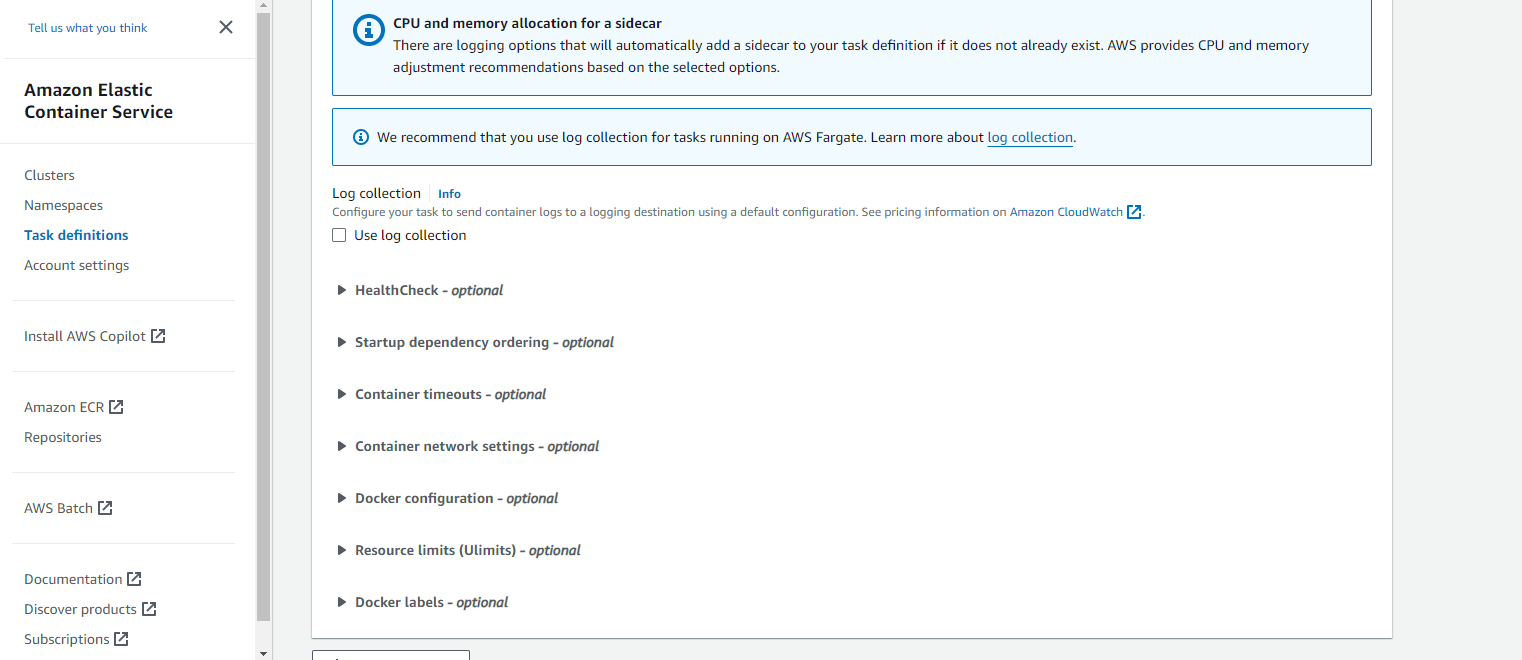 Tell us what you think
Amazon Elastic
Container Service
Clusters
Namespaces
Task definitions
Account settings
Install AWS Copilot
Amazon ECR
Repositories
AWS Batch
Documentation
Discover products
Subscriptions
CPU and memory allocation for a sidecar
There are logging options that will automatically add a sidecar to your task definition if it does not already exist. AWS provides CPU and memory
adjustment recommendations based on the selected options.
We recommend that you use log collection for tasks running on AWS Fargate. Learn more about log collection.
Log collection Info
Configure your task to send container logs to a logging destination using a default configuration. See pricing information on Amazon CloudWatch.
Use log collection
HealthCheck - optional
Startup dependency ordering - optional
Container timeouts - optional
Container network settings - optional
Docker configuration - optional
Resource limits (Ulimits) - optional
Docker labels - optional